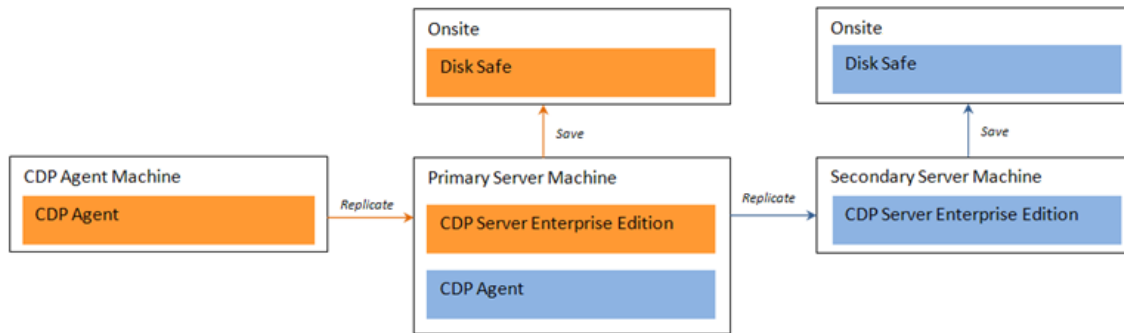 Onsite
Disk Safe
Onsite
Disk Safe
Save
Save
CDP Agent Machine
CDP Agent
Replicate
Primary Server Machine
CDP Server Enterprise Edition
CDP Agent
Replicate
Secondary Server Machine
CDP Server Enterprise Edition